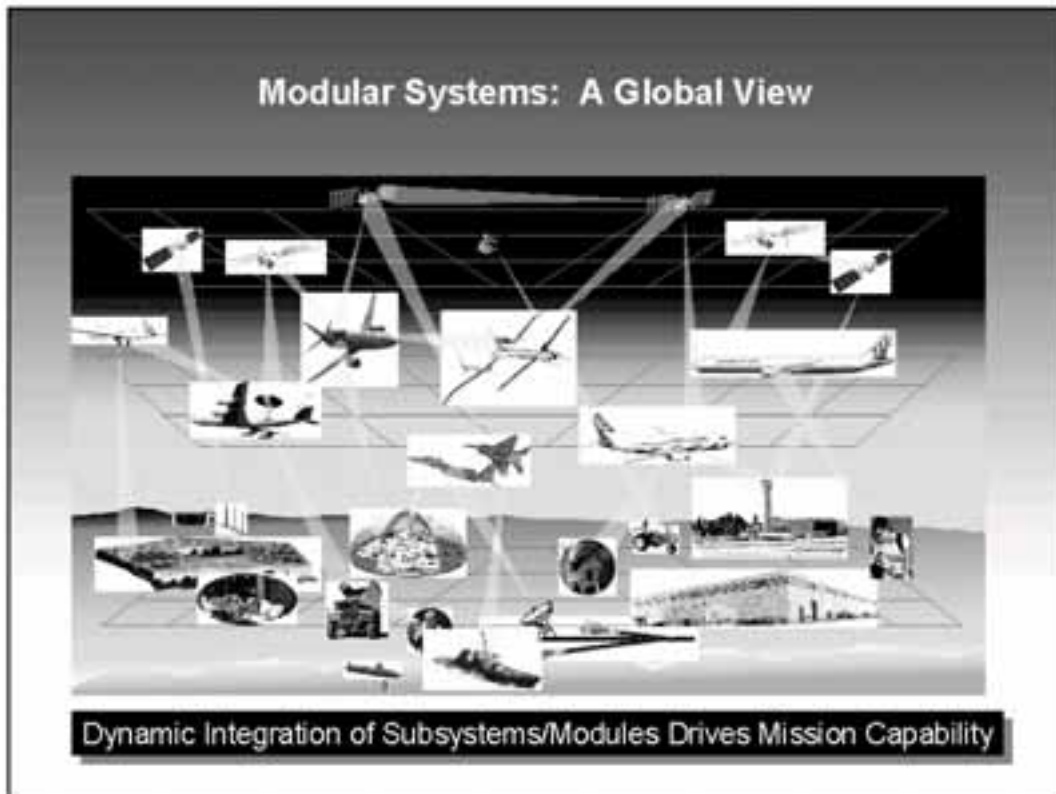 Modular Systems: A Global View
Dynamic Integration of Subsystems/Modules Drives Mission Capability